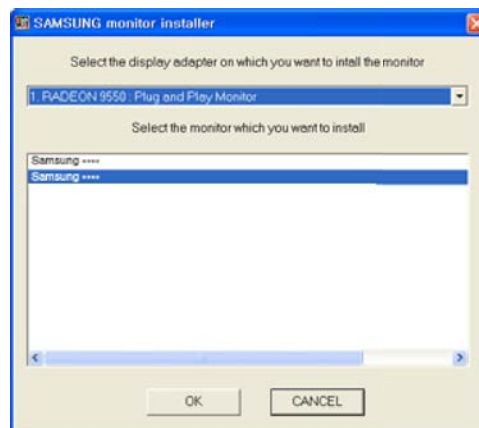 SAMSUNG monitor installer
Select the display adapter on which you want to intall the monitor
1. RADEON 9550 : Plug and Play Monitor
Select the monitor which you want to install
Samsung ****
Samsung ****
OK
CANCEL